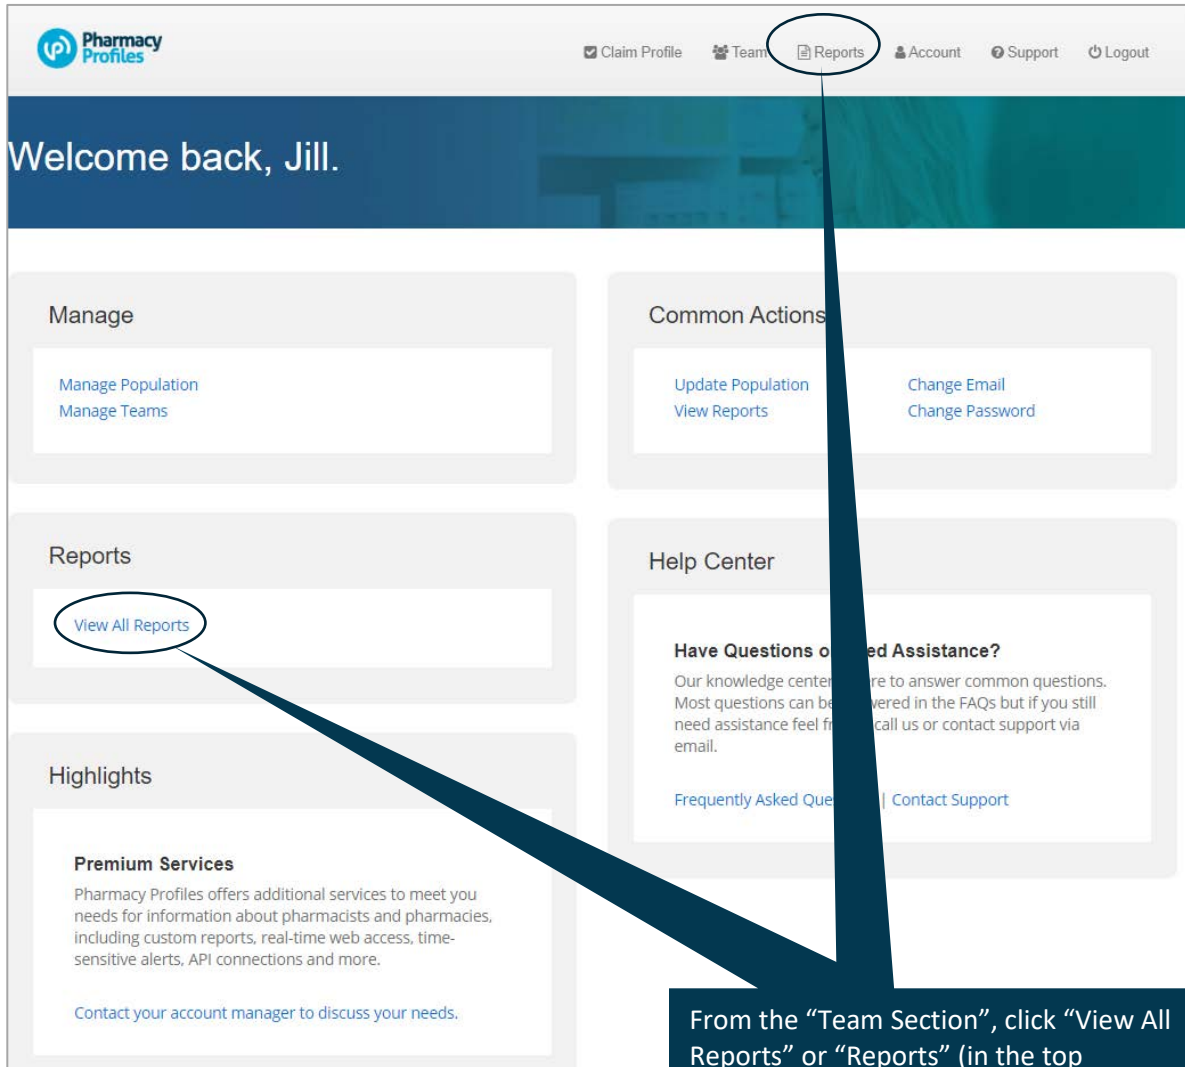 Pharmacy
Profiles
Claim Profile Team Reports Account Support Logout
Welcome back, Jill.
Manage
Manage Population
Manage Teams
Common Actions
Update Population Change Email
View Reports Change Password
Reports
View All Reports
Help Center
Have Questions o ed Assistance?
Our knowledge center re to answer common questions.
Most questions can be wered in the FAQs but if you still
need assistance feel fr call us or contact support via
email.
Frequently Asked Que | Contact Support
Highlights
Premium Services
Pharmacy Profiles offers additional services to meet you
needs for information about pharmacists and pharmacies,
including custom reports, real-time web access, time-
sensitive alerts, API connections and more.
Contact your account manager to discuss your needs.
From the “Team Section”, click “View All
Reports” or “Reports” (in the top